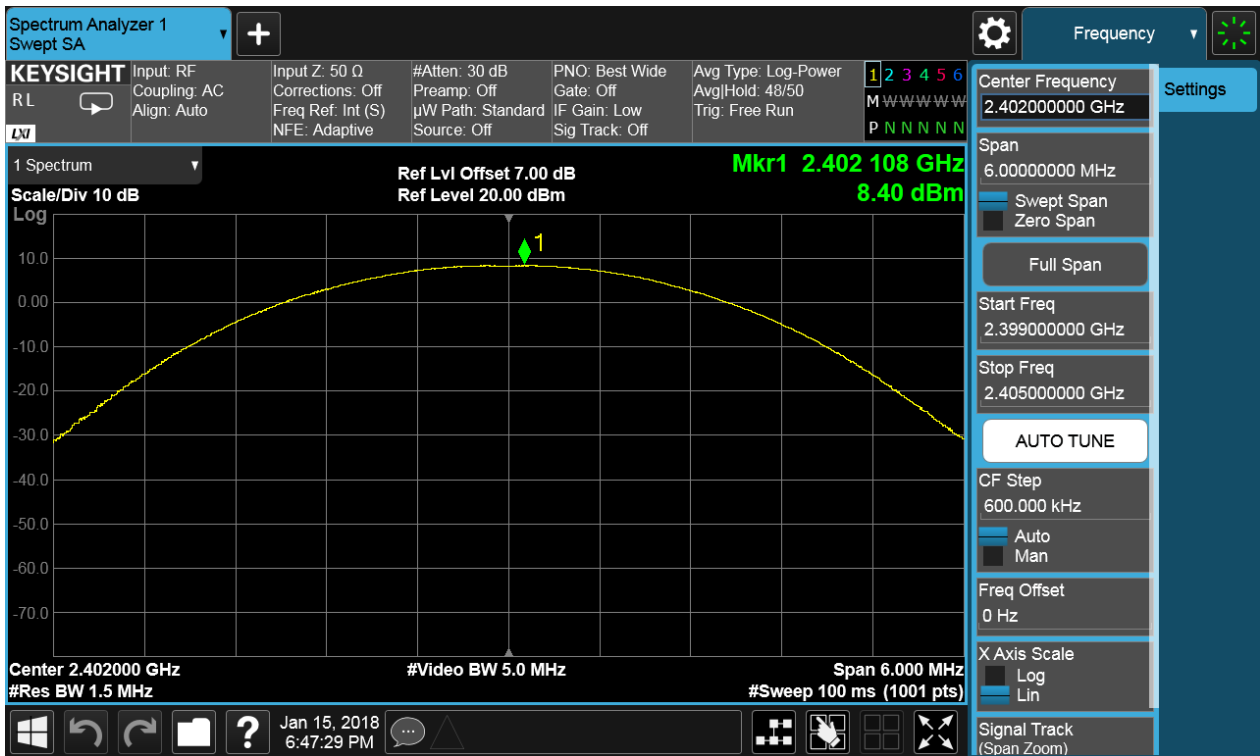 Spectrum Analyzer 1
Swept SA
+
Frequency
KEYSIGHT
R L
LXI
Input: RF
Coupling: AC
Align: Auto
Input Z: 50 Ω
Corrections: Off
Freq Ref: Int (S)
NFE: Adaptive
#Atten: 30 dB
Preamp: Off
µW Path: Standard
Source: Off
PNO: Best Wide
Gate: Off
IF Gain: Low
Sig Track: Off
Avg Type: Log-Power
Avg|Hold: 48/50
Trig: Free Run
1 2 3 4 5 6
M W W W W W
P N N N N N
1 Spectrum
Scale/Div 10 dB
Log
Ref Lvl Offset 7.00 dB
Ref Level 20.00 dBm
Mkr1 2.402 108 GHz
8.40 dBm
1
10.0
0.00
-10.0
-20.0
-30.0
-40.0
-50.0
-60.0
-70.0
Center 2.402000 GHz
#Res BW 1.5 MHz
#Video BW 5.0 MHz
Span 6.000 MHz
#Sweep 100 ms (1001 pts)
Center Frequency
2.402000000 GHz
Span
6.00000000 MHz
Swept Span
Zero Span
Full Span
Start Freq
2.399000000 GHz
Stop Freq
2.405000000 GHz
AUTO TUNE
CF Step
600.000 kHz
Auto
Man
Freq Offset
0 Hz
X Axis Scale
Log
Lin
Signal Track
(Span Zoom)
Settings
?
Jan 15, 2018
6:47:29 PM